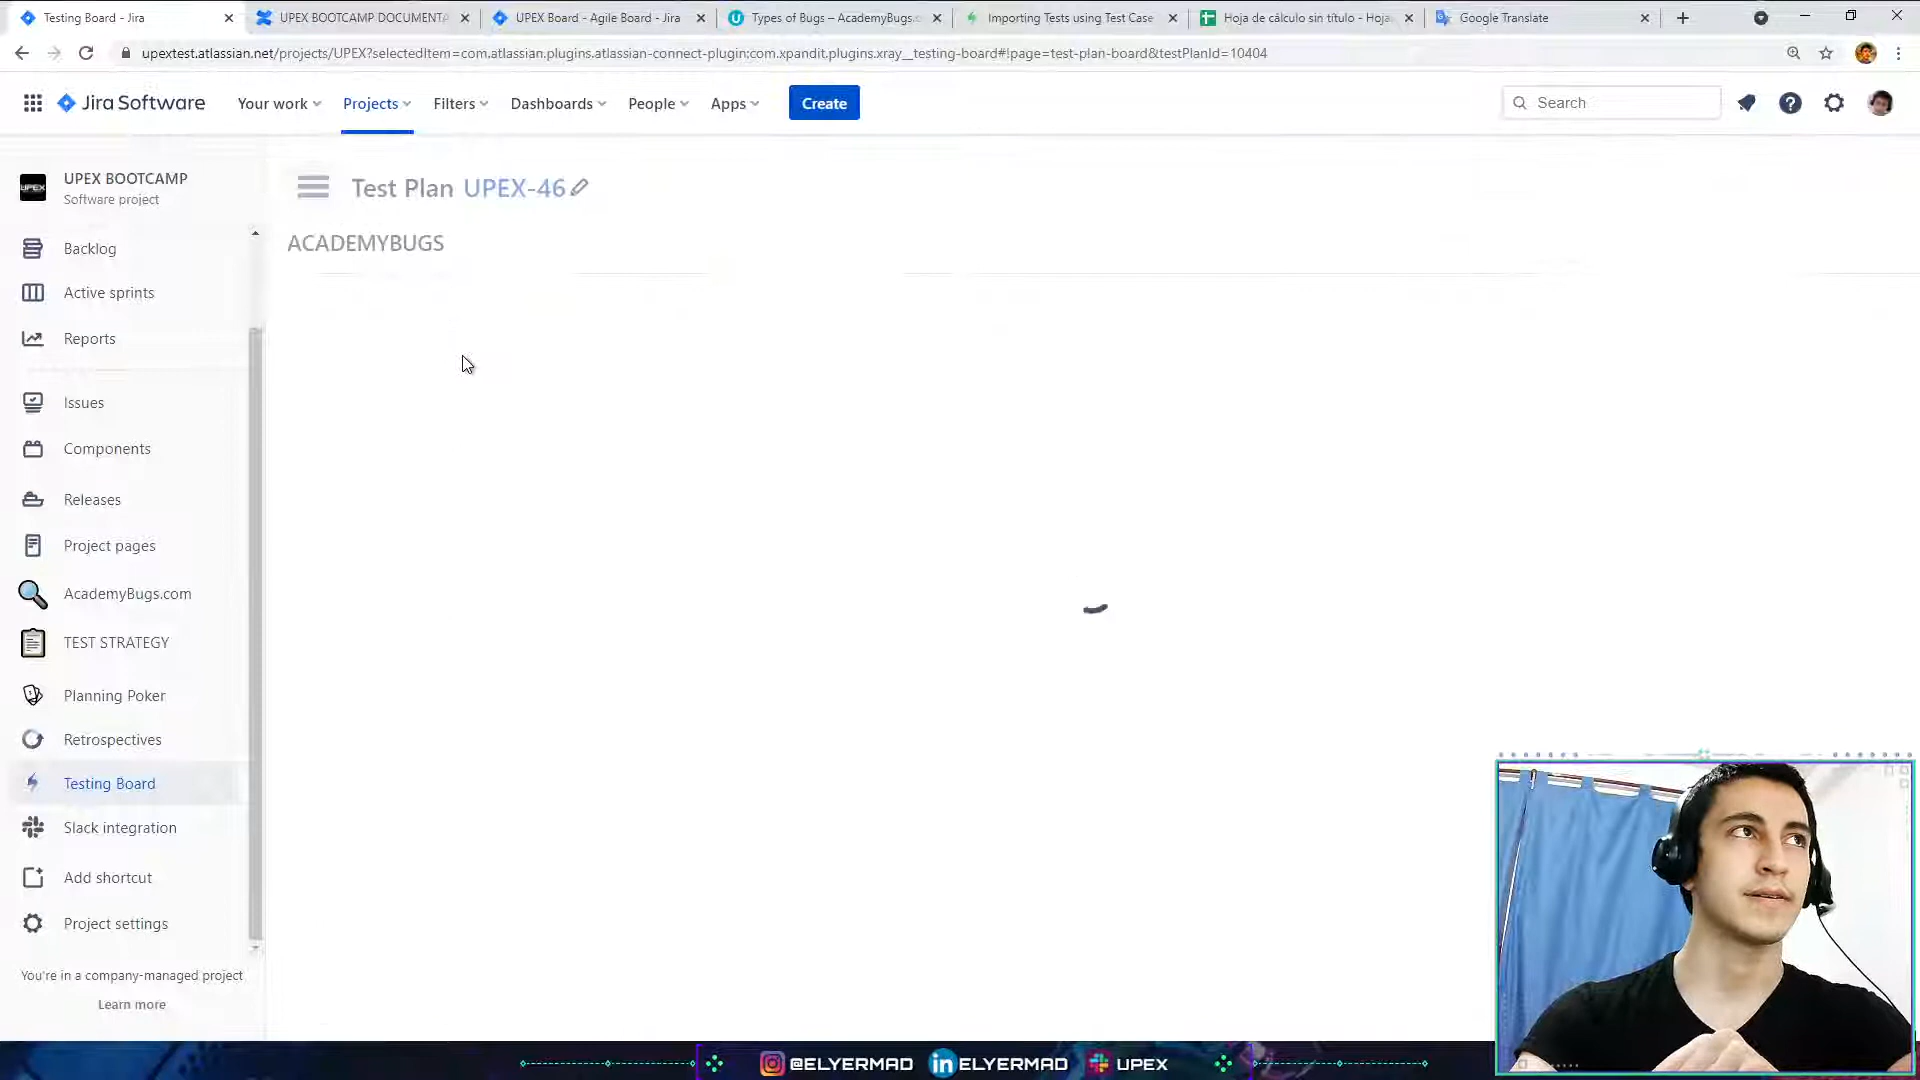 Testing Board - Jira
UPEX BOOTCAMP DOCUMENTA
UPEX Board - Agile Board - Jira
Types of Bugs – AcademyBugs.c
Importing Tests using Test Case
Hoja de cálculo sin título - Hoja
Google Translate
upextest.atlassian.net/projects/UPEX?selectedItem=com.atlassian.plugins.atlassian-connect-plugin:com.xpandit.plugins.xray__testing-board#!page=test-plan-board&testPlanId=10404
Jira Software
Your work
Projects
Filters
Dashboards
People
Apps
Create
Search
UPEX
UPEX BOOTCAMP
Software project
Backlog
Active sprints
Reports
Issues
Components
Releases
Project pages
AcademyBugs.com
TEST STRATEGY
Planning Poker
Retrospectives
Testing Board
Slack integration
Add shortcut
Project settings
You're in a company-managed project
Learn more
Test Plan UPEX-46
ACADEMYBUGS
@ELYERMAD
in ELYERMAD
UPEX